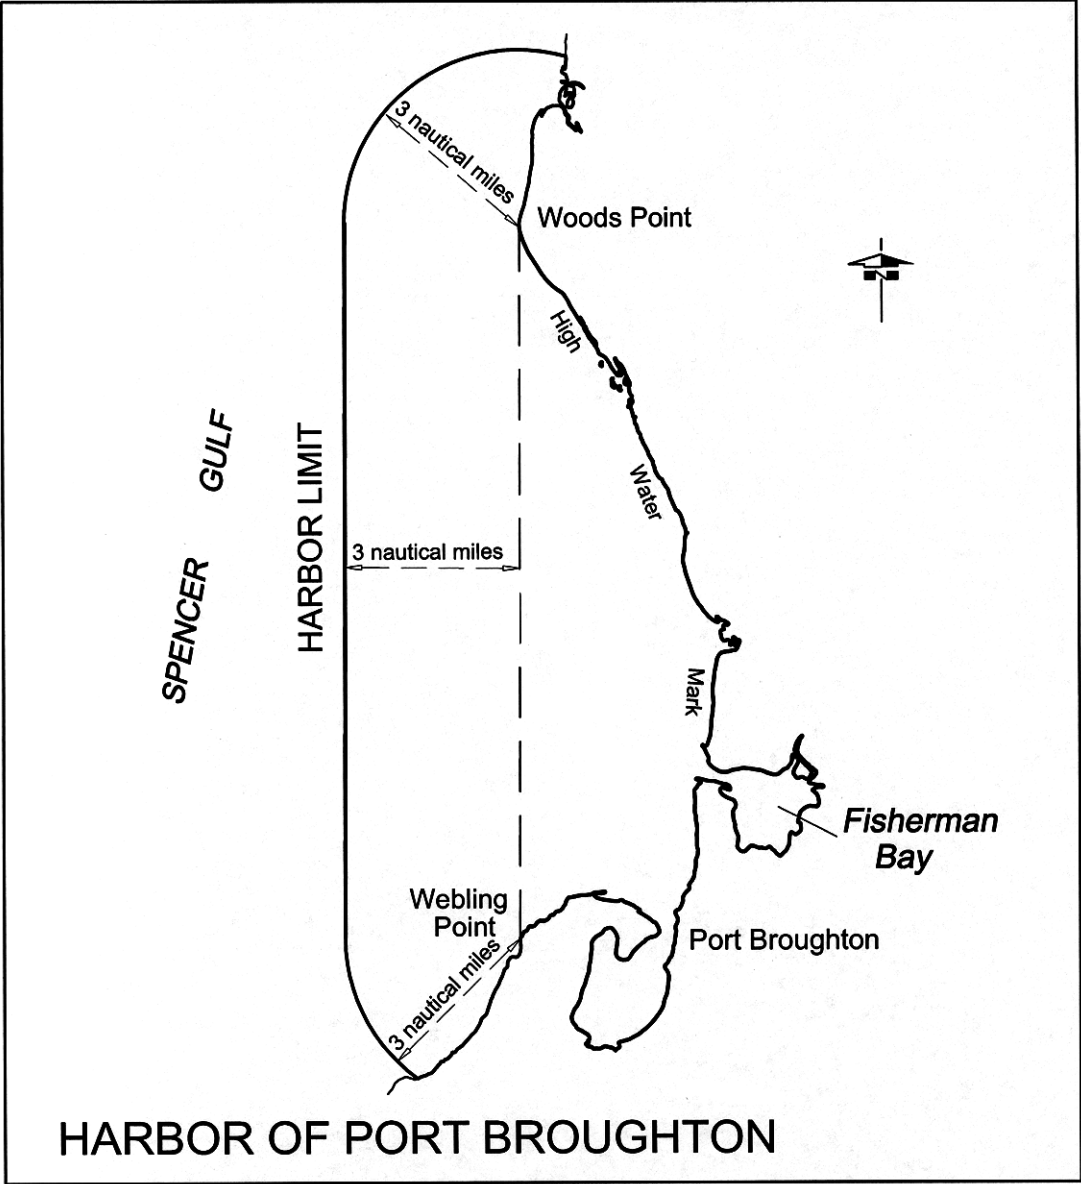 3 nautical miles
Woods Point
N
High
SPENCER GULF
HARBOR LIMIT
Water
3 nautical miles
Mark
Fisherman
Bay
Webling
Point
Port Broughton
3 nautical miles
HARBOR OF PORT BROUGHTON